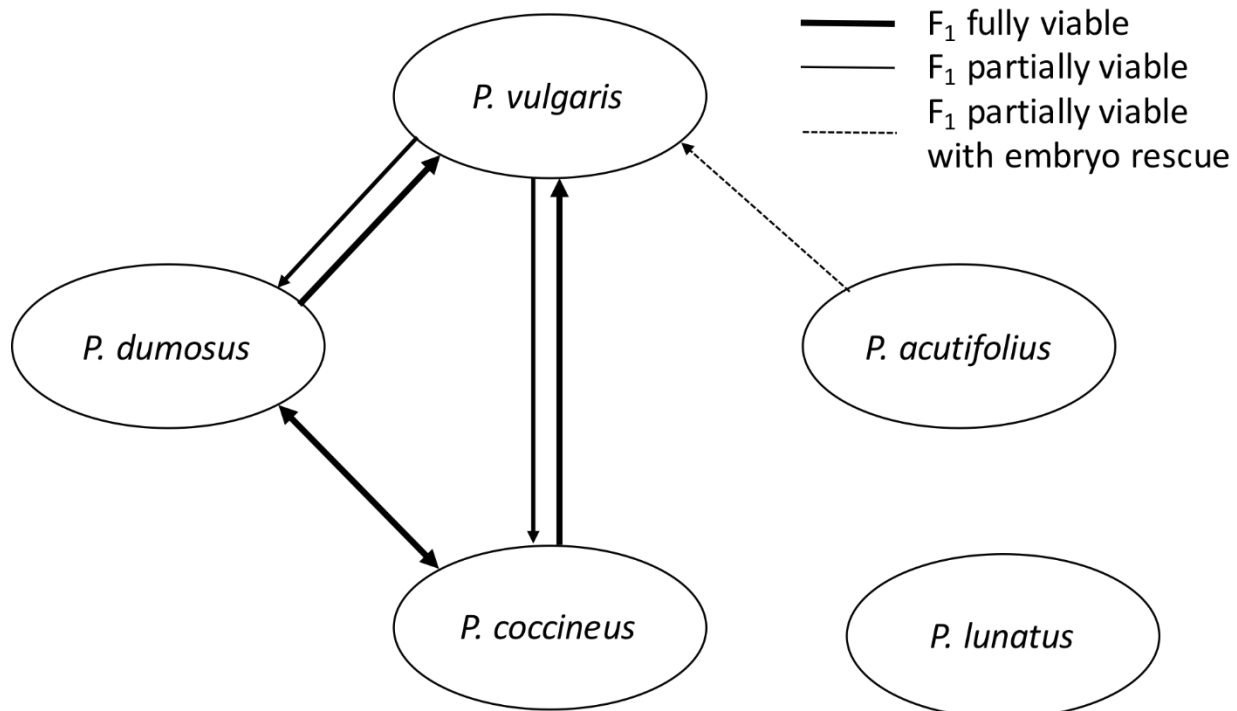 F₁ fully viable
F₁ partially viable
F₁ partially viable
with embryo rescue
P. vulgaris
P. dumosus
P. acutifolius
P. coccineus
P. lunatus